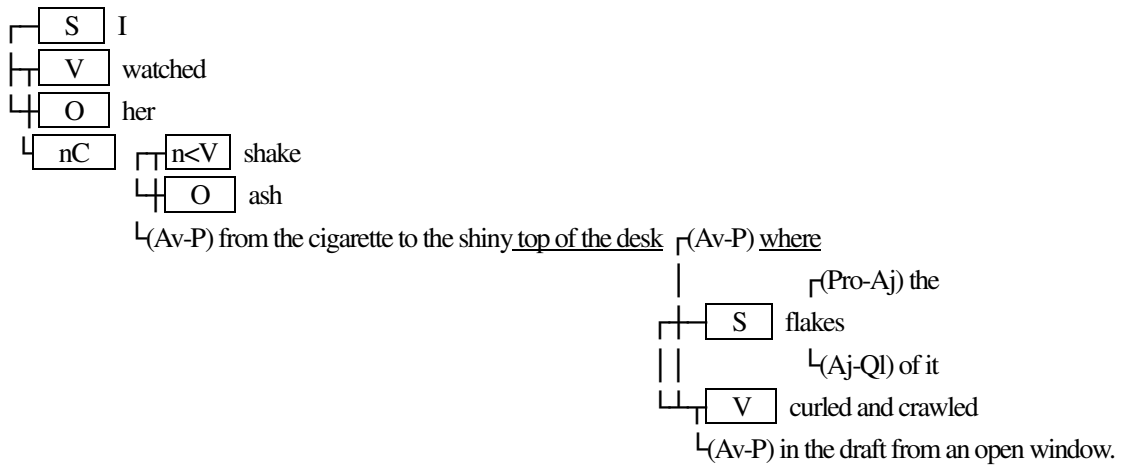 S I
V watched
O her
nC n<V shake
O ash
(Av-P) from the cigarette to the shiny top of the desk (Av-P) where
(Pro-Aj) the
S flakes
(Aj-Ql) of it
V curled and crawled
(Av-P) in the draft from an open window.